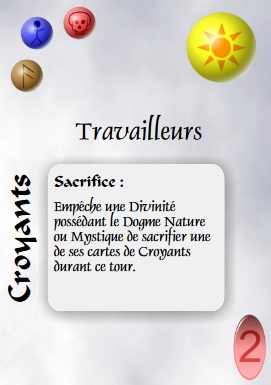 Travailleurs
Croyants
Sacrifice :
Empêche une Divinité
possédant le Dogme Nature
ou Mystique de sacrifier une
de ses cartes de Croyants
durant ce tour.
2